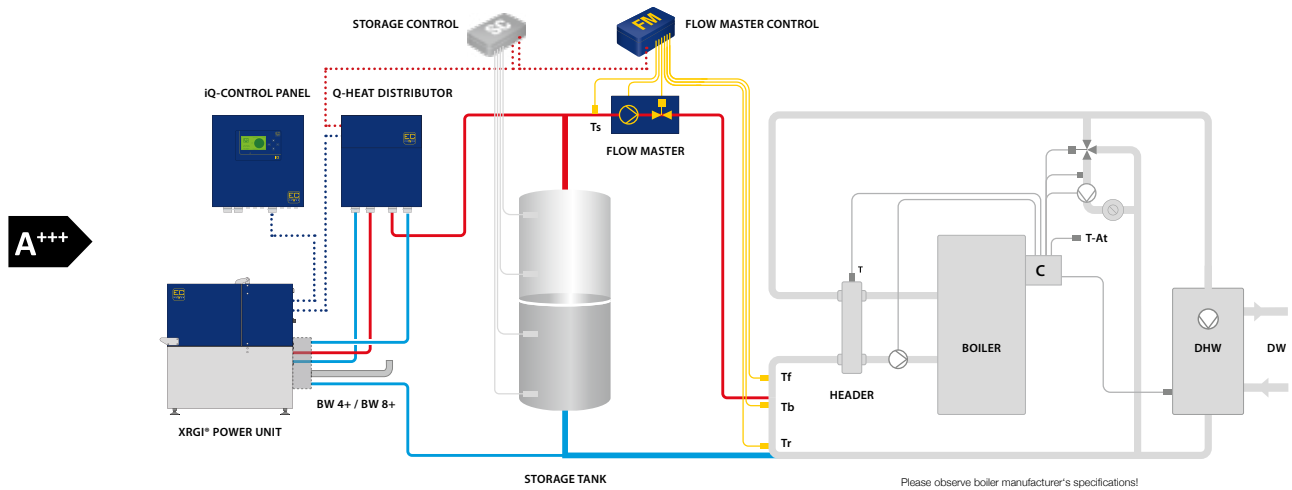 STORAGE CONTROL
SC
FM
FLOW MASTER CONTROL
iQ-CONTROL PANEL
Q-HEAT DISTRIBUTOR
EC
EC
Ts
FLOW MASTER
A+++
T-At
T
C
EC
BOILER
DHW
DW
Tf
HEADER
Tb
BW 4+ / BW 8+
XRGI® POWER UNIT
Tr
STORAGE TANK
Please observe boiler manufacturer's specifications!